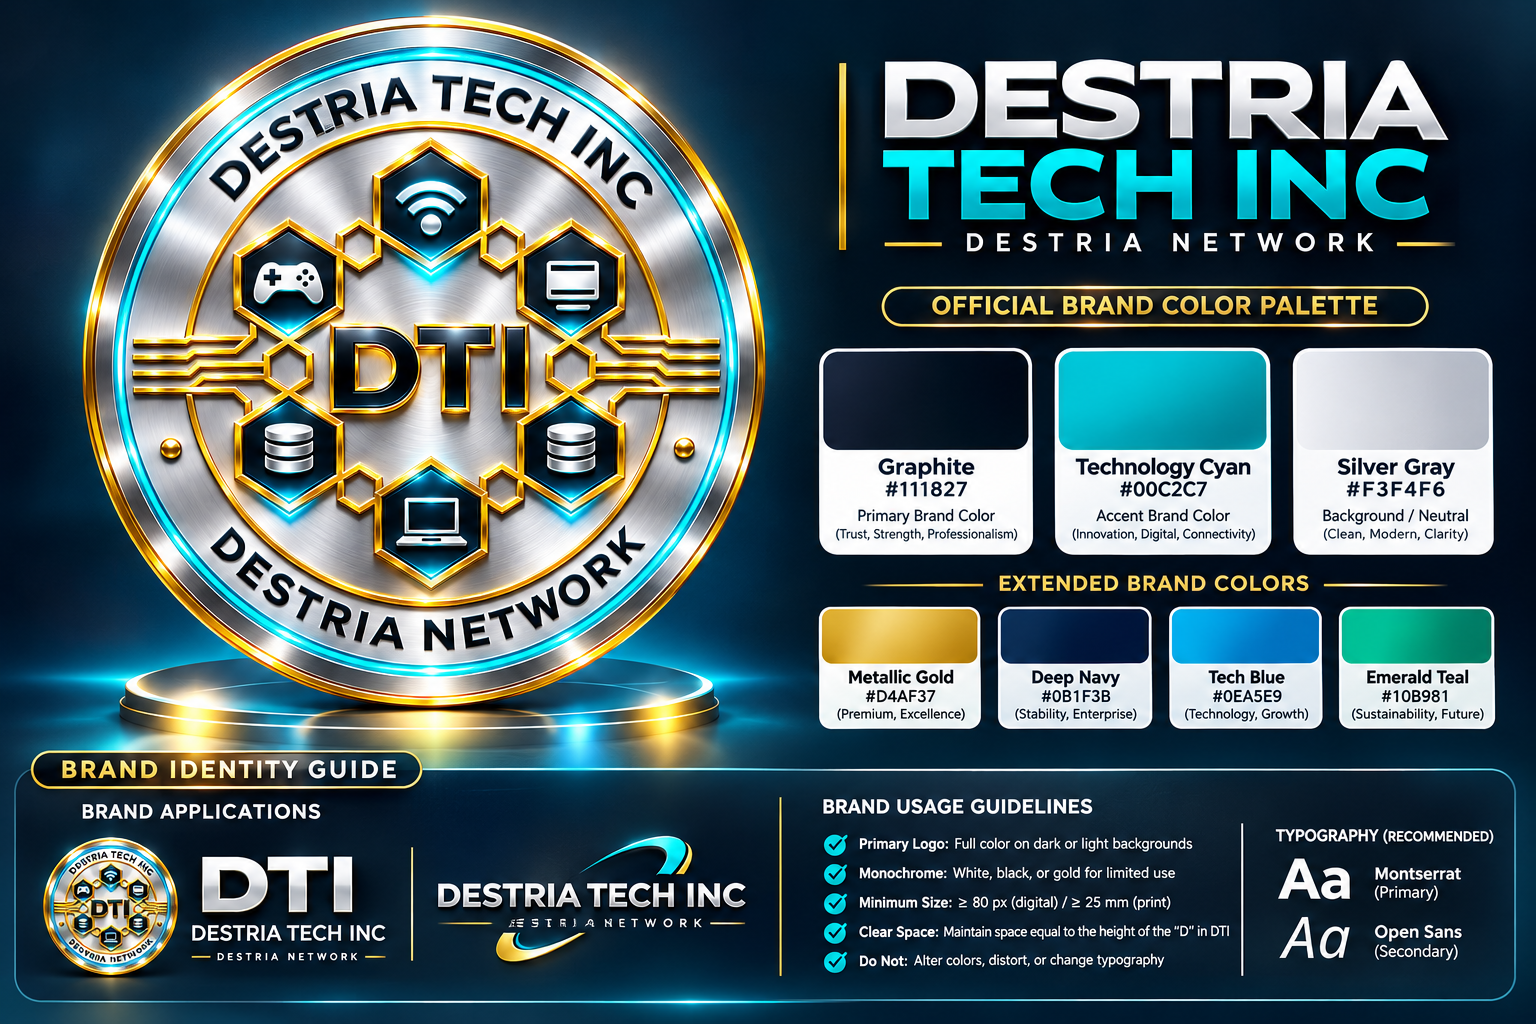 DESTRIA TECH INC
DTI
DESTRIA NETWORK
DESTRIA
TECH INC
DESTRIA NETWORK
OFFICIAL BRAND COLOR PALETTE
Graphite
#111827
Primary Brand Color
(Trust, Strength, Professionalism)
Technology Cyan
#00C2C7
Accent Brand Color
(Innovation, Digital, Connectivity)
Silver Gray
#F3F4F6
Background / Neutral
(Clean, Modern, Clarity)
EXTENDED BRAND COLORS
Metallic Gold
#D4AF37
(Premium, Excellence)
Deep Navy
#0B1F3B
(Stability, Enterprise)
Tech Blue
#0EA5E9
(Technology, Growth)
Emerald Teal
#10B981
(Sustainability, Future)
BRAND IDENTITY GUIDE
BRAND APPLICATIONS
DTI
DTI
DESTRIA TECH INC
DESTRIA NETWORK
DESTRIA TECH INC
NETWORK
BRAND USAGE GUIDELINES
Primary Logo: Full color on dark or light backgrounds
Monochrome: White, black, or gold for limited use
Minimum Size: ≥ 80 px (digital) / ≥ 25 mm (print)
Clear Space: Maintain space equal to the height of the "D" in DTI
Do Not: Alter colors, distort, or change typography
TYPOGRAPHY (RECOMMENDED)
Aa
Montserrat
(Primary)
Aa
Open Sans
(Secondary)